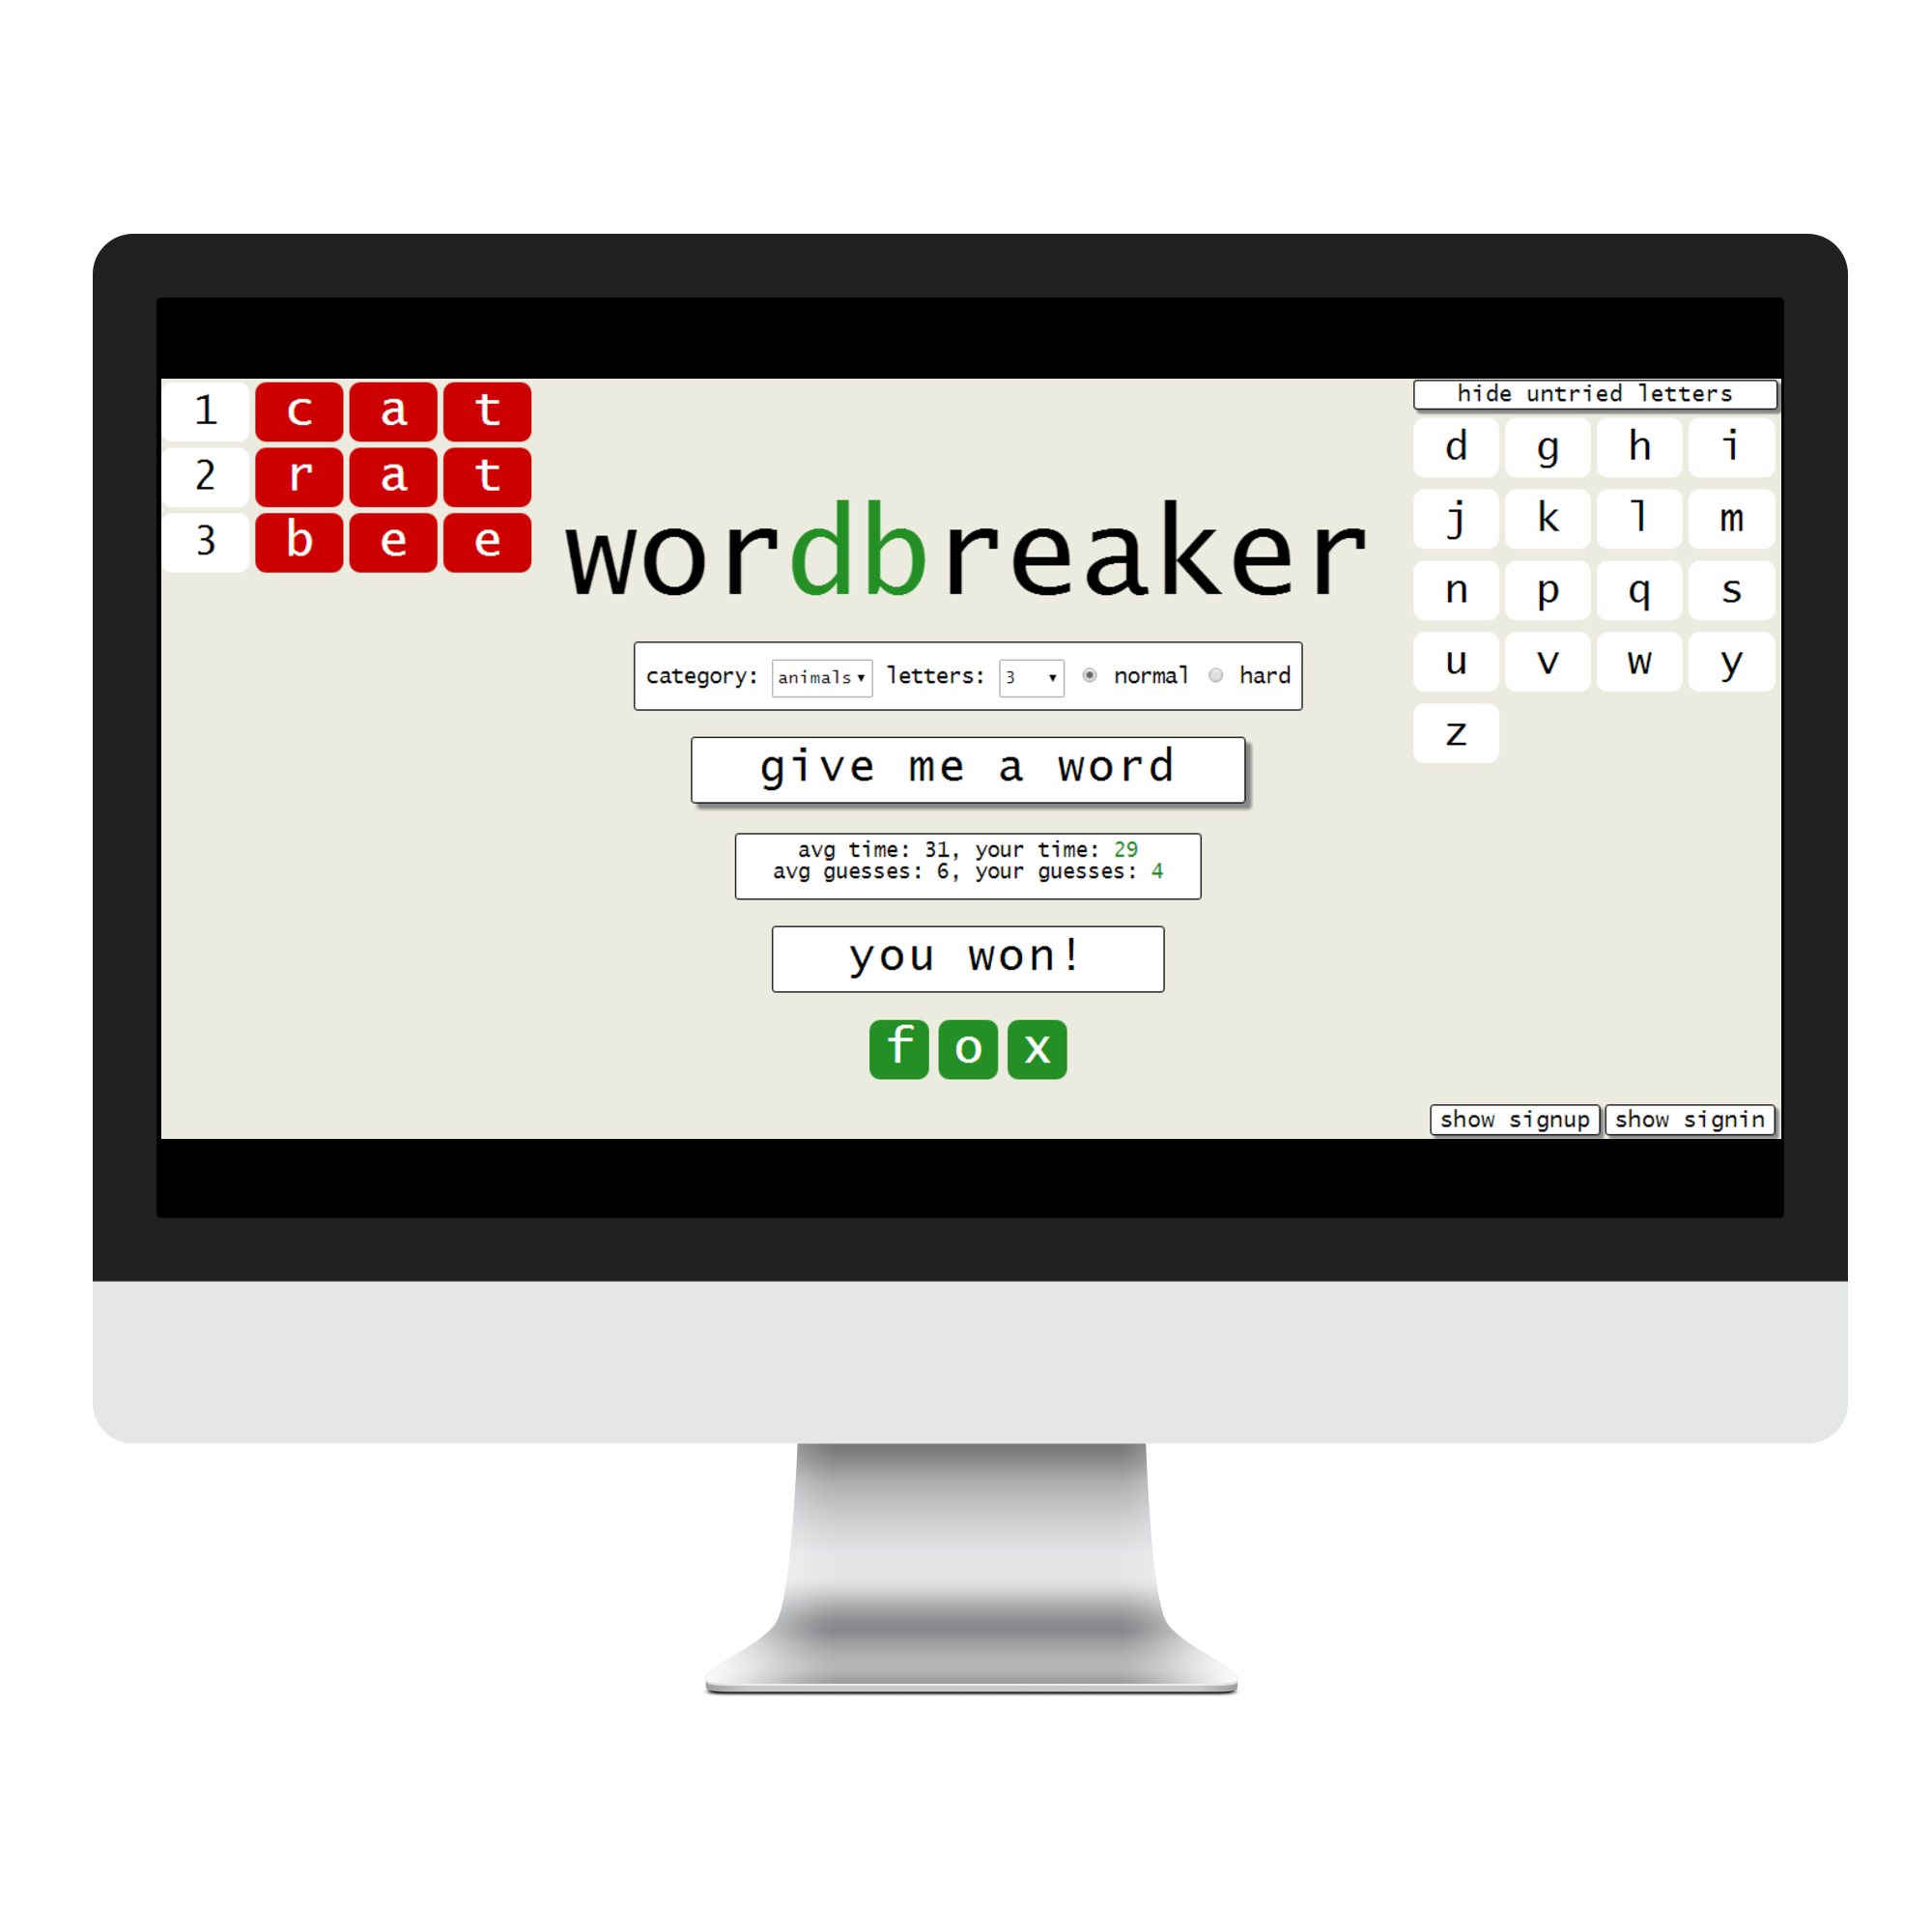 1 c a t
2 r a t
3 b e e
wordbreaker
category: animals letters: 3 normal hard
give me a word
avg time: 31, your time: 29
avg guesses: 6, your guesses: 4
you won!
f o x
hide untried letters
d g h i
j k l m
n p q s
u v w y
z
show signup show signin